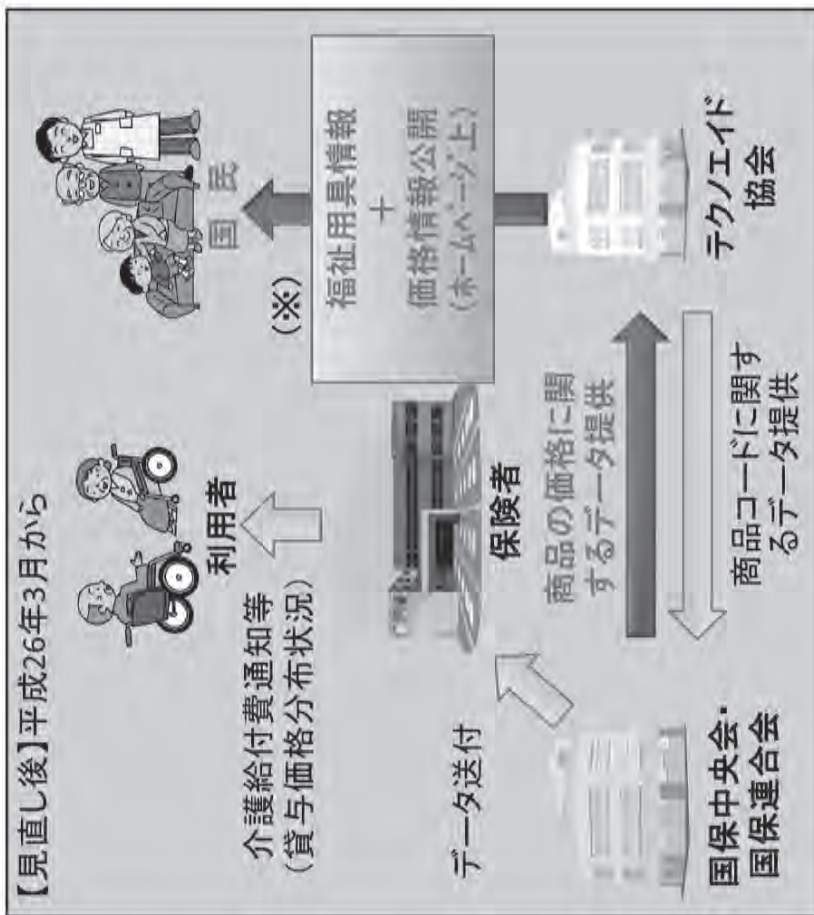 【見直し後】平成26年3月から
国民
利用者
(※)
介護給付費通知等
(貸与価格分布状況)
福祉用具情報
+
価格情報公開
(ホームページ上)
保険者
データ送付
商品の価格に関
するデータ提供
国保中央会・
国保連合会
テクノエイド
協会
商品コードに関す
るデータ提供